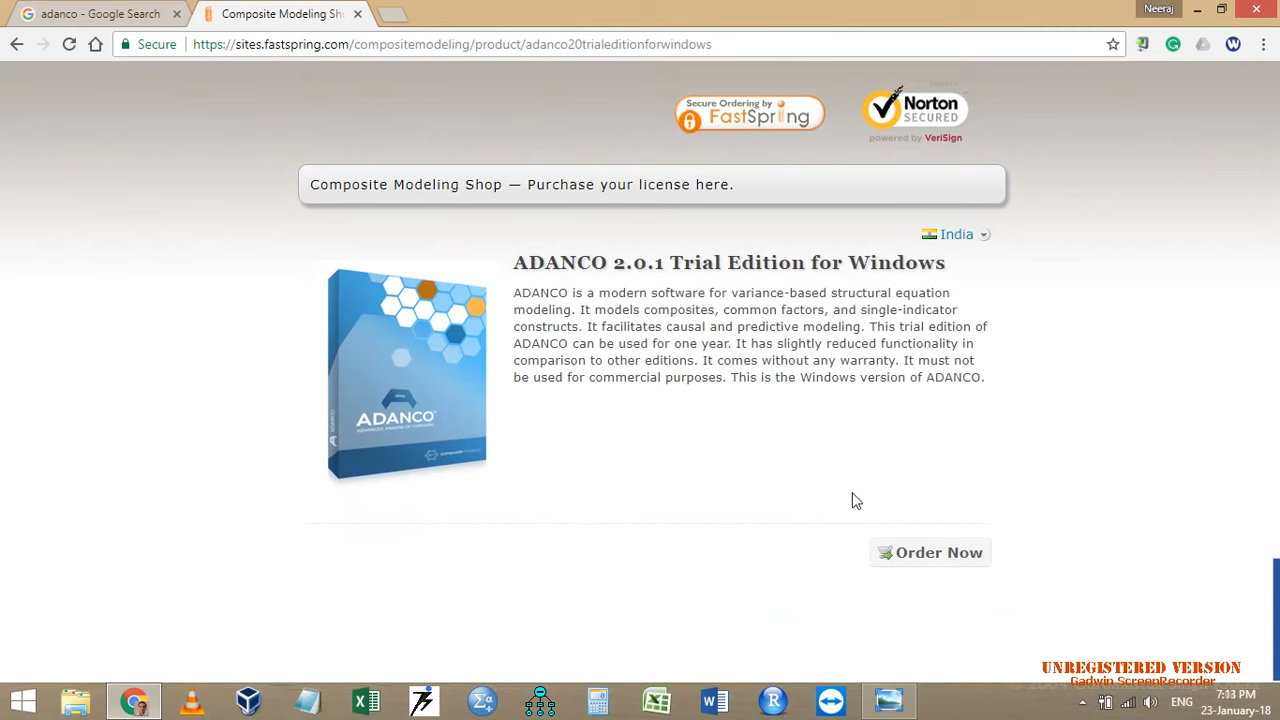 adanco - Google Search
Composite Modeling Sh
Neeraj
Secure
https://sites.fastspring.com/compositemodeling/product/adanco20trialeditionforwindows
Secure Ordering by
FastSpring
Norton
SECURED
powered by VeriSign
Composite Modeling Shop — Purchase your license here.
India
ADANCO 2.0.1 Trial Edition for Windows
ADANCO is a modern software for variance-based structural equation
modeling. It models composites, common factors, and single-indicator
constructs. It facilitates causal and predictive modeling. This trial edition of
ADANCO can be used for one year. It has slightly reduced functionality in
comparison to other editions. It comes without any warranty. It must not
be used for commercial purposes. This is the Windows version of ADANCO.
ADANCO
Order Now
UNREGISTERED VERSION
Gadwin ScreenRecorder
ENG
7:13 PM
23-January-18